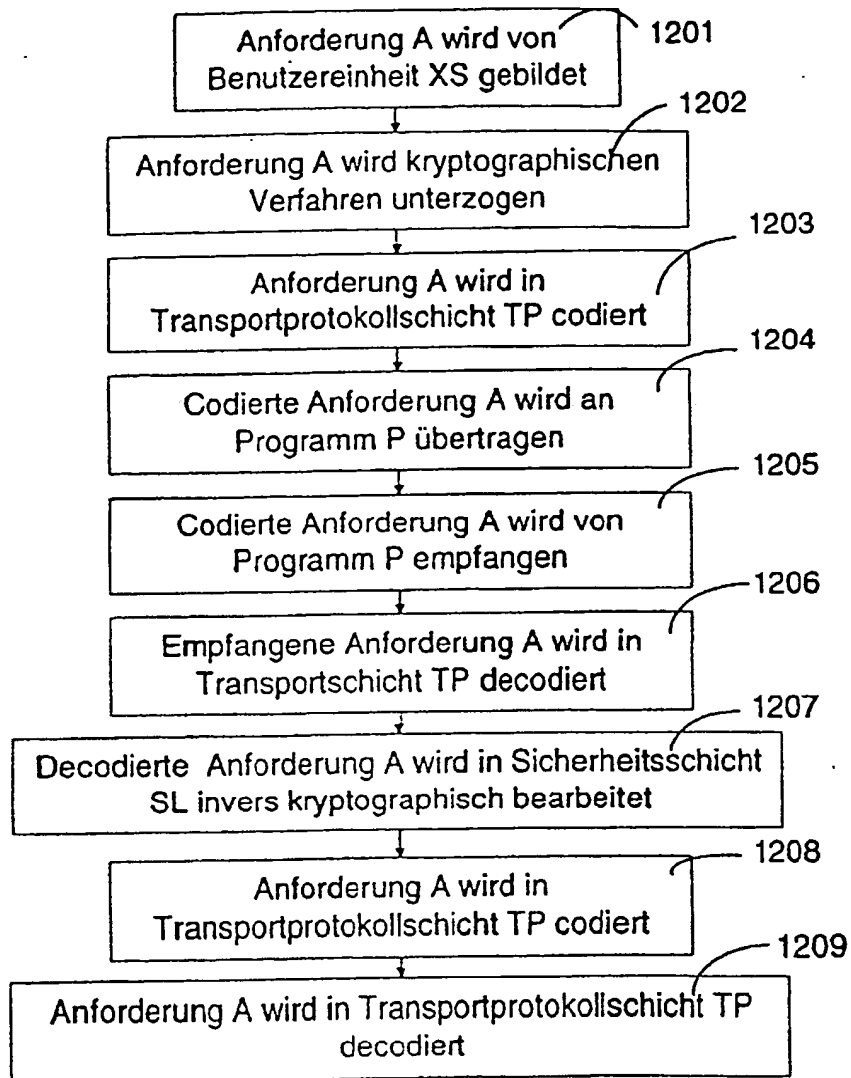 Anforderung A wird von
Benutzereinheit XS gebildet
1201
Anforderung A wird kryptographischen
Verfahren unterzogen
1202
Anforderung A wird in
Transportprotokollschicht TP codiert
1203
Codierte Anforderung A wird an
Programm P übertragen
1204
Codierte Anforderung A wird von
Programm P empfangen
1205
Empfangene Anforderung A wird in
Transportschicht TP decodiert
1206
Decodierte Anforderung A wird in Sicherheitsschicht
SL invers kryptographisch bearbeitet
1207
Anforderung A wird in
Transportprotokollschicht TP codiert
1208
Anforderung A wird in Transportprotokollschicht TP
decodiert
1209